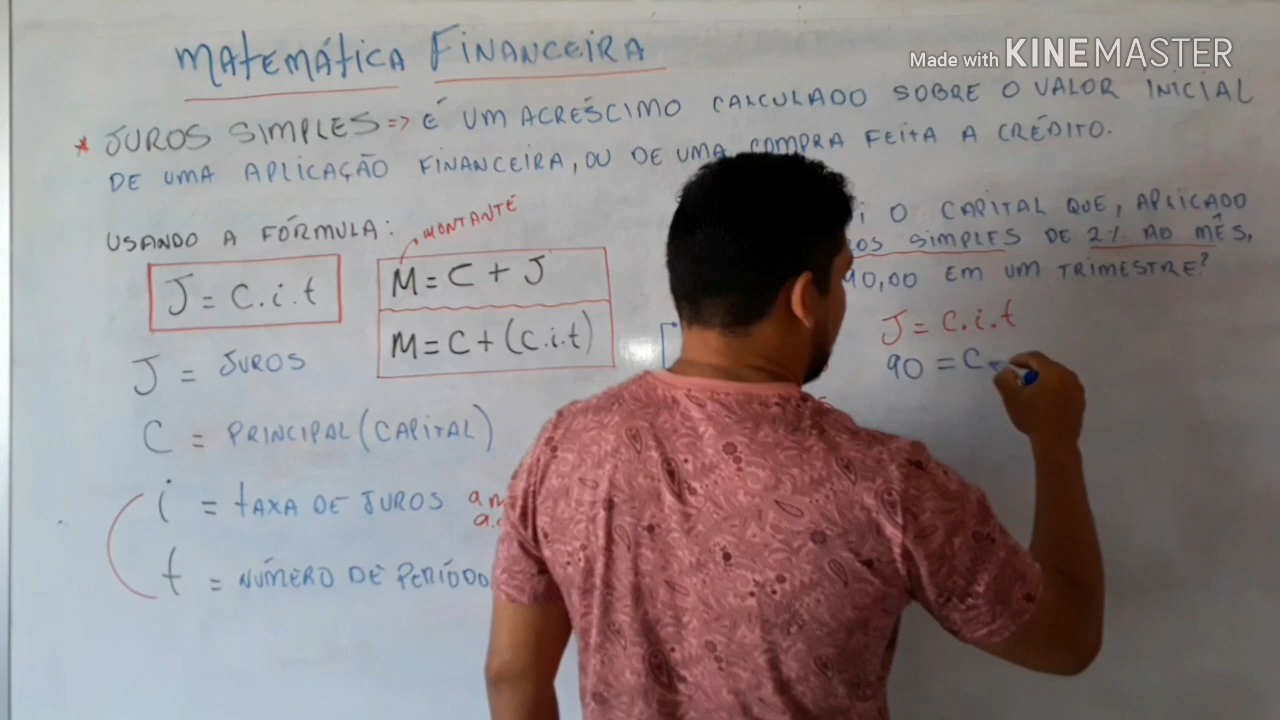 Made with KINEMASTER
MATEMÁTICA FINANCEIRA
* JUROS SIMPLES => É UM ACRÉSCIMO CALCULADO SOBRE O VALOR INICIAL
DE UMA APLICAÇÃO FINANCEIRA, OU DE UMA COMPRA FEITA A CRÉDITO.
USANDO A FÓRMULA:
MONTANTE
J = C.i.t
M = C + J
M = C + (C.i.t)
J = JUROS
C = PRINCIPAL (CAPITAL)
i = TAXA DE JUROS
t = NÚMERO DE PERÍODO
O CAPITAL QUE, APLICADO
SIMPLES DE 2% AO MÊS,
90,00 EM UM TRIMESTRE?
J = C.i.t
90 = C